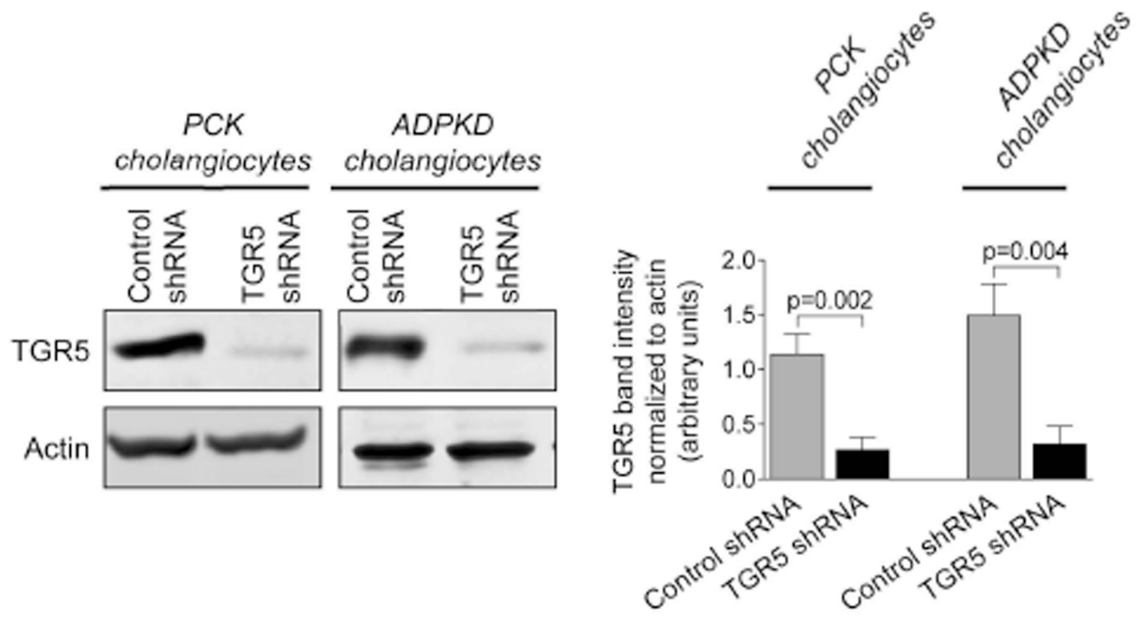 PCK
cholangiocytes
ADPKD
cholangiocytes
Control
shRNA
TGR5
shRNA
Control
shRNA
TGR5
shRNA
TGR5
Actin
PCK
cholangiocytes
ADPKD
cholangiocytes
TGR5 band intensity
normalized to actin
(arbitrary units)
2.0
1.5
1.0
0.5
0.0
p=0.002
p=0.004
Control shRNA
TGR5 shRNA
Control shRNA
TGR5 shRNA